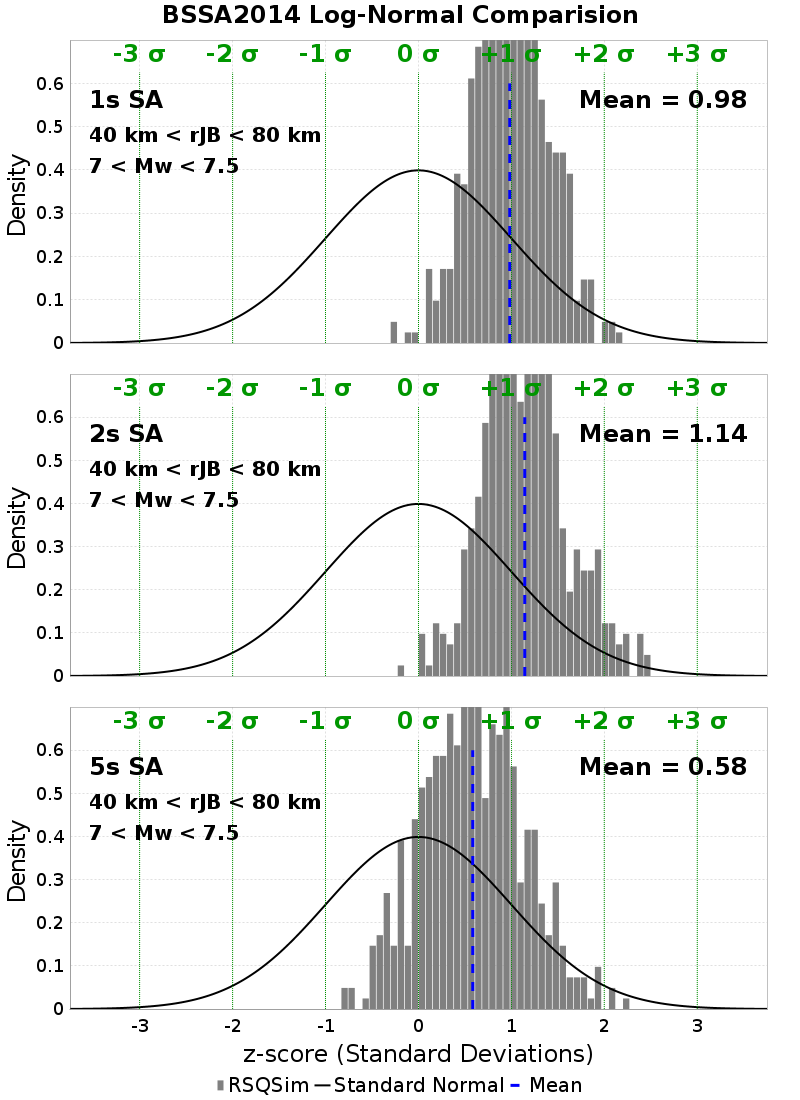 BSSA2014 Log-Normal Comparision
-3 σ -2 σ -1 σ 0 σ +1 σ +2 σ +3 σ
0.6
1s SA Mean = 0.98
0.5
40 km < rJB < 80 km
7 < Mw < 7.5
0.4
0.3
0.2
0.1
0
Density
-3 σ -2 σ -1 σ 0 σ +1 σ +2 σ +3 σ
0.6
2s SA Mean = 1.14
0.5
40 km < rJB < 80 km
7 < Mw < 7.5
0.4
0.3
0.2
0.1
0
Density
-3 σ -2 σ -1 σ 0 σ +1 σ +2 σ +3 σ
0.6
5s SA Mean = 0.58
0.5
40 km < rJB < 80 km
7 < Mw < 7.5
0.4
0.3
0.2
0.1
0
Density
-3 -2 -1 0 1 2 3
z-score (Standard Deviations)
RSQSim Standard Normal Mean